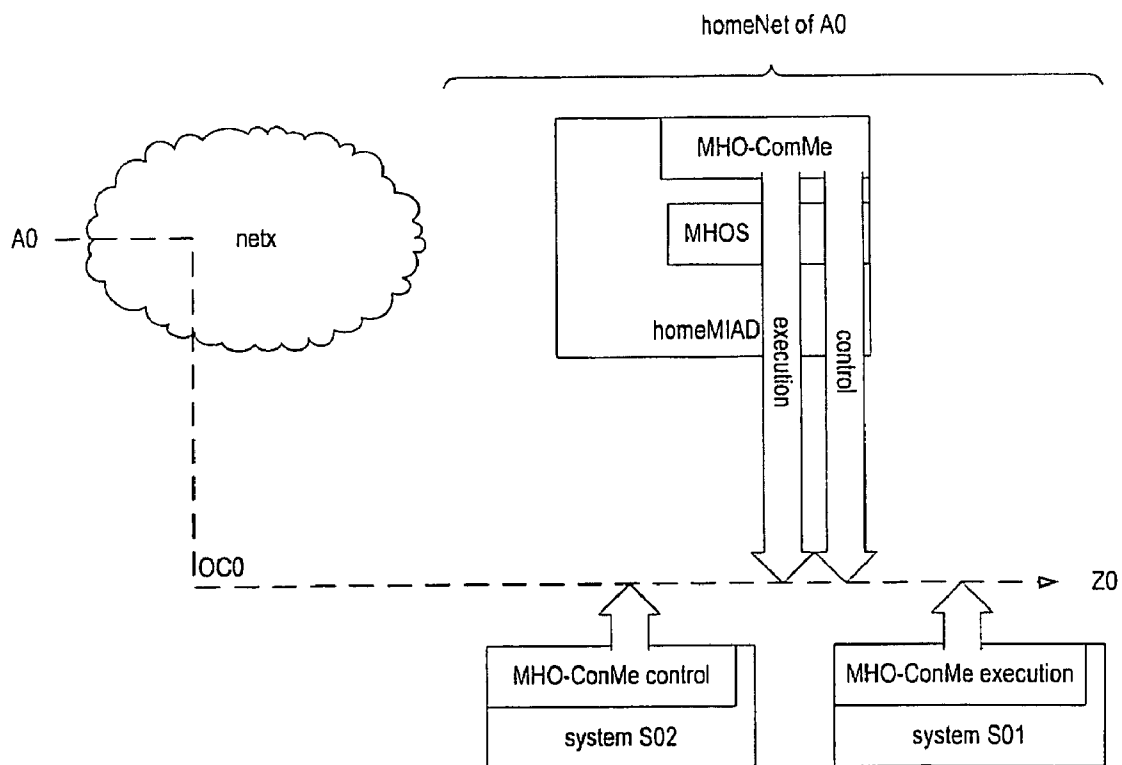 homeNet of A0
MHO-ComMe
A0
netx
MHOS
homeMIAD
execution
control
OC0
Z0
MHO-ConMe control
MHO-ConMe execution
system S02
system S01